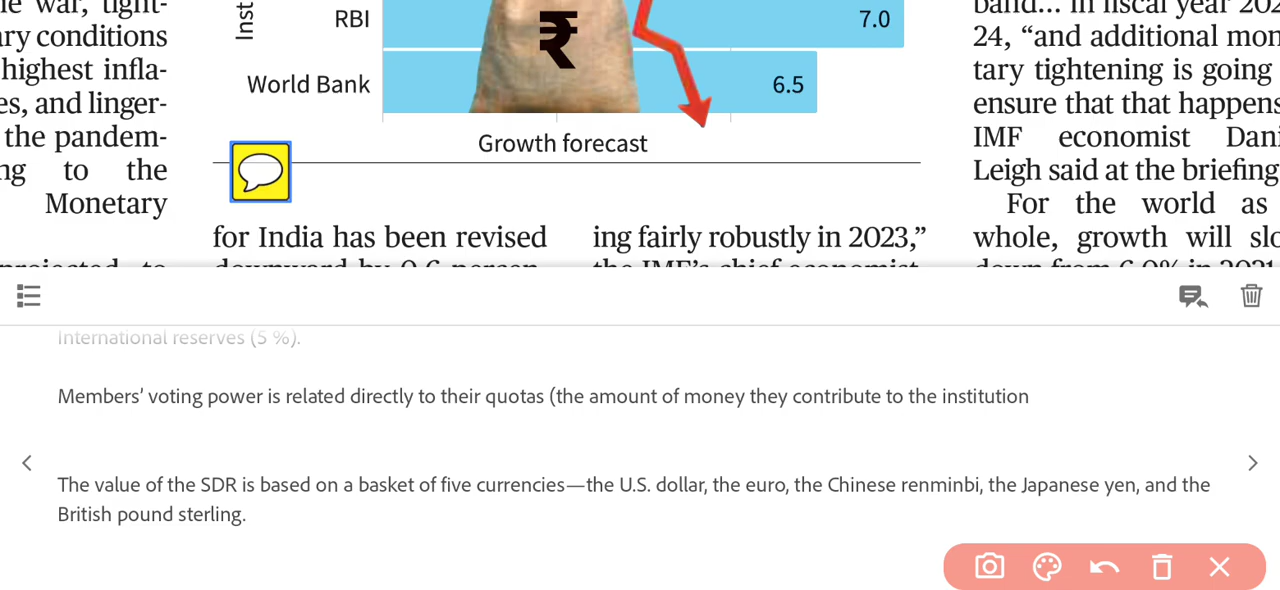 ary conditions
highest infla-
es, and linger-
the pandem-
ng to the
Monetary
Inst
RBI
7.0
World Bank
6.5
₹
Growth forecast
for India has been revised
ing fairly robustly in 2023,”
the IMF’s chief economist
24, “and additional mon
tary tightening is going
ensure that that happens
IMF economist Dani
Leigh said at the briefing
For the world as
whole, growth will slo
International reserves (5 %).
Members’ voting power is related directly to their quotas (the amount of money they contribute to the institution
The value of the SDR is based on a basket of five currencies—the U.S. dollar, the euro, the Chinese renminbi, the Japanese yen, and the
British pound sterling.